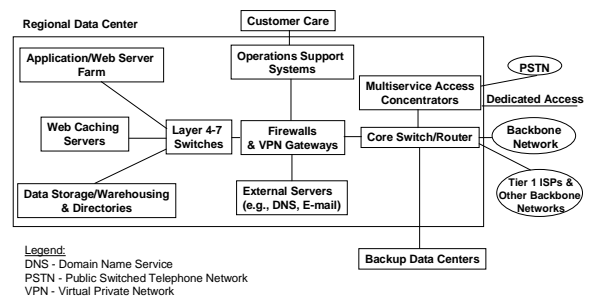 Regional Data Center
Customer Care
Application/Web Server
Farm
Operations Support
Systems
PSTN
Multiservice Access
Concentrators
Dedicated Access
Web Caching
Servers
Layer 4-7
Switches
Firewalls
& VPN Gateways
Core Switch/Router
Backbone
Network
Data Storage/Warehousing
& Directories
External Servers
(e.g., DNS, E-mail)
Tier 1 ISPs &
Other Backbone
Networks
Backup Data Centers
Legend:
DNS - Domain Name Service
PSTN - Public Switched Telephone Network
VPN - Virtual Private Network